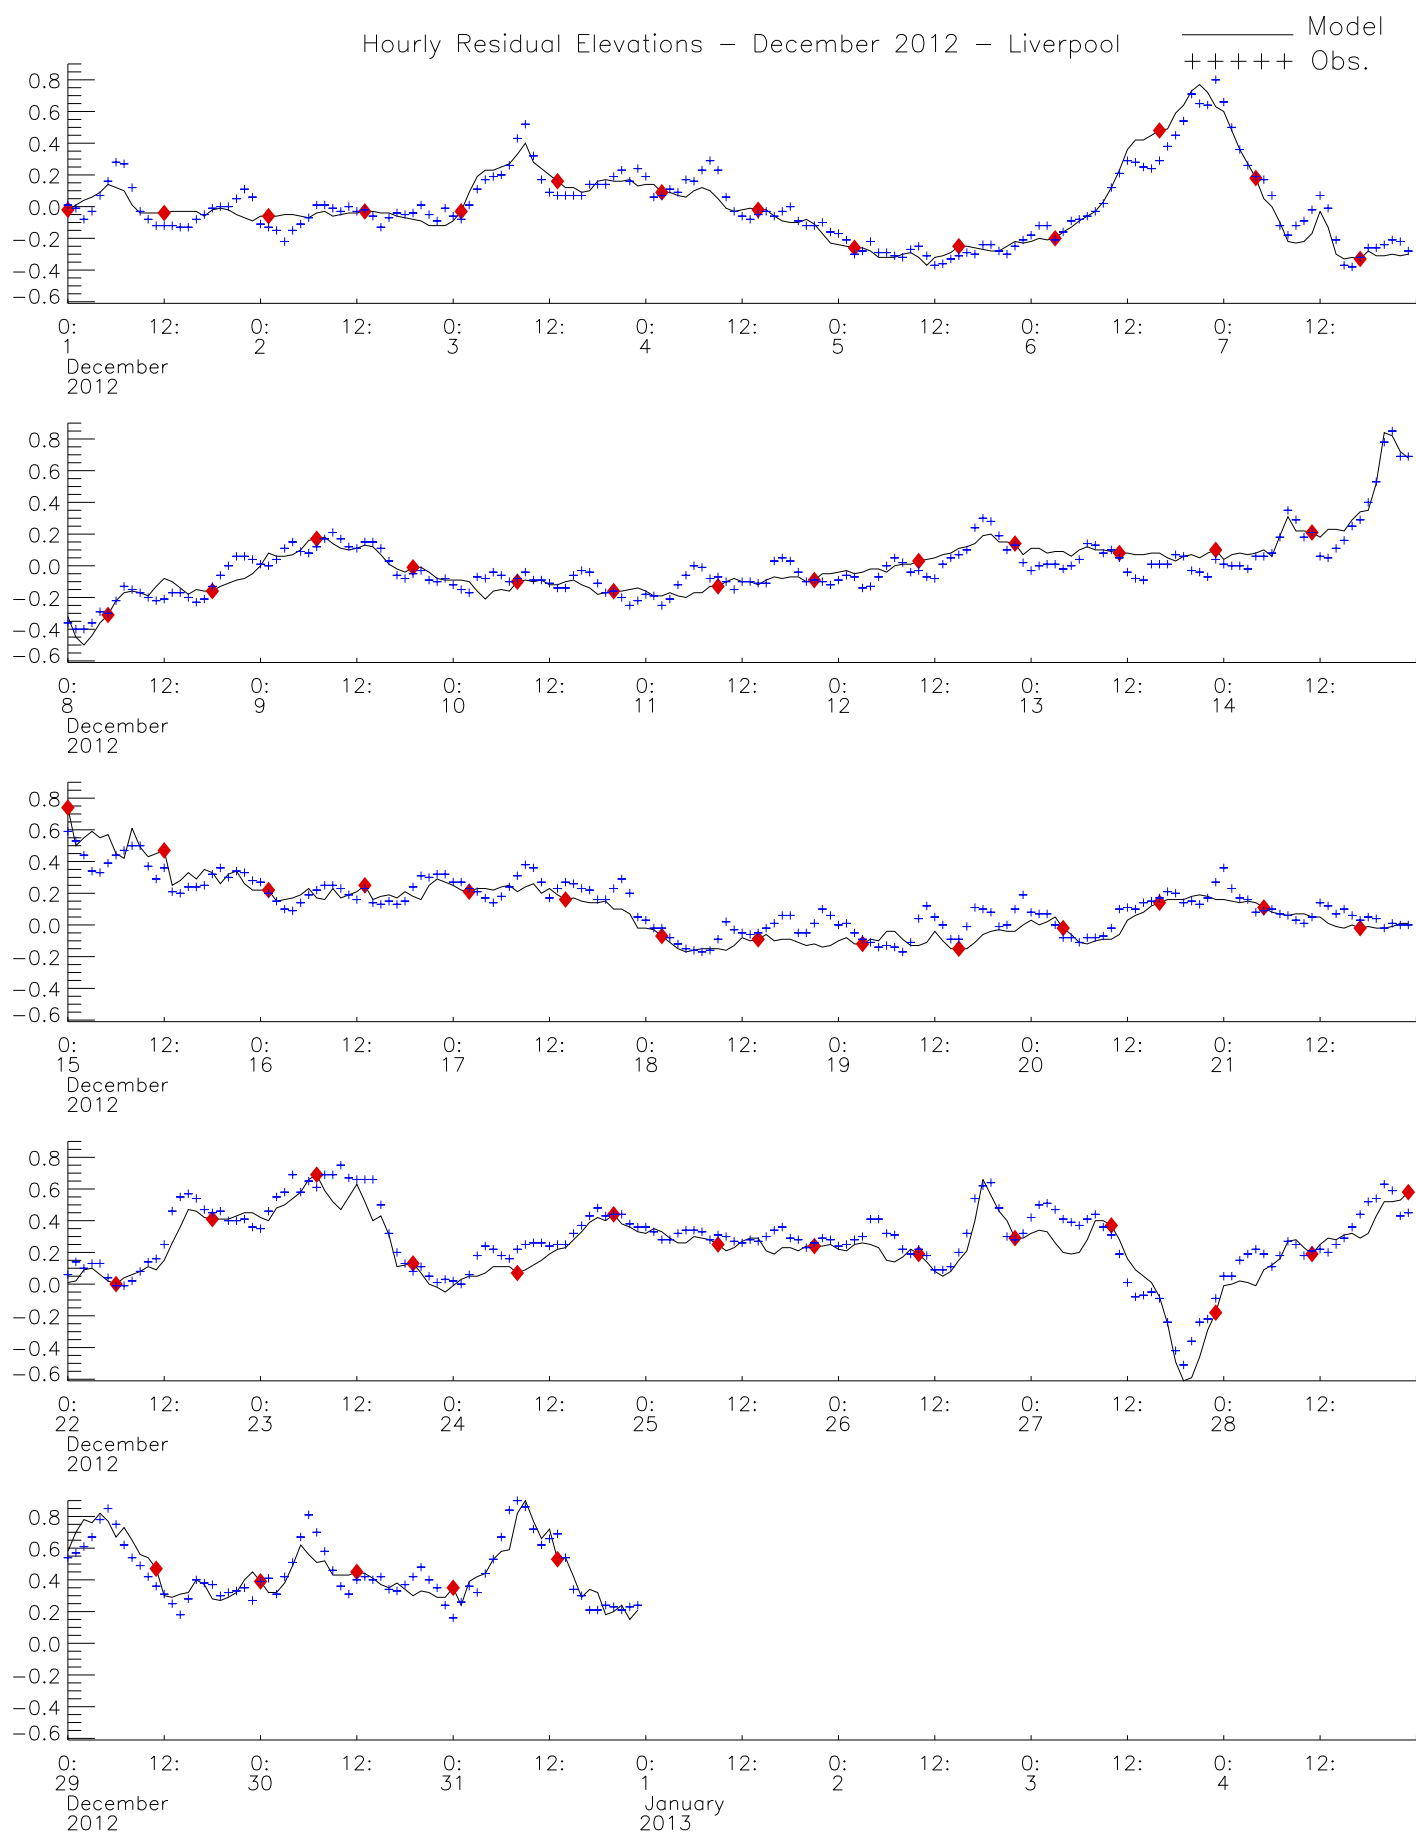 Hourly Residual Elevations – December 2012 – Liverpool
Model
+++++ Obs.
0.8
0.6
0.4
0.2
0.0
−0.2
−0.4
−0.6
0: 12: 0: 12: 0: 12: 0: 12: 0: 12: 0: 12: 0: 12:
1 2 3 4 5 6 7
December
2012
0.8
0.6
0.4
0.2
0.0
−0.2
−0.4
−0.6
0: 12: 0: 12: 0: 12: 0: 12: 0: 12: 0: 12: 0: 12:
8 9 10 11 12 13 14
December
2012
0.8
0.6
0.4
0.2
0.0
−0.2
−0.4
−0.6
0: 12: 0: 12: 0: 12: 0: 12: 0: 12: 0: 12: 0: 12:
15 16 17 18 19 20 21
December
2012
0.8
0.6
0.4
0.2
0.0
−0.2
−0.4
−0.6
0: 12: 0: 12: 0: 12: 0: 12: 0: 12: 0: 12: 0: 12:
22 23 24 25 26 27 28
December
2012
0.8
0.6
0.4
0.2
0.0
−0.2
−0.4
−0.6
0: 12: 0: 12: 0: 12: 0: 12: 0: 12: 0: 12: 0: 12:
29 30 31 1 2 3 4
December January
2012 2013